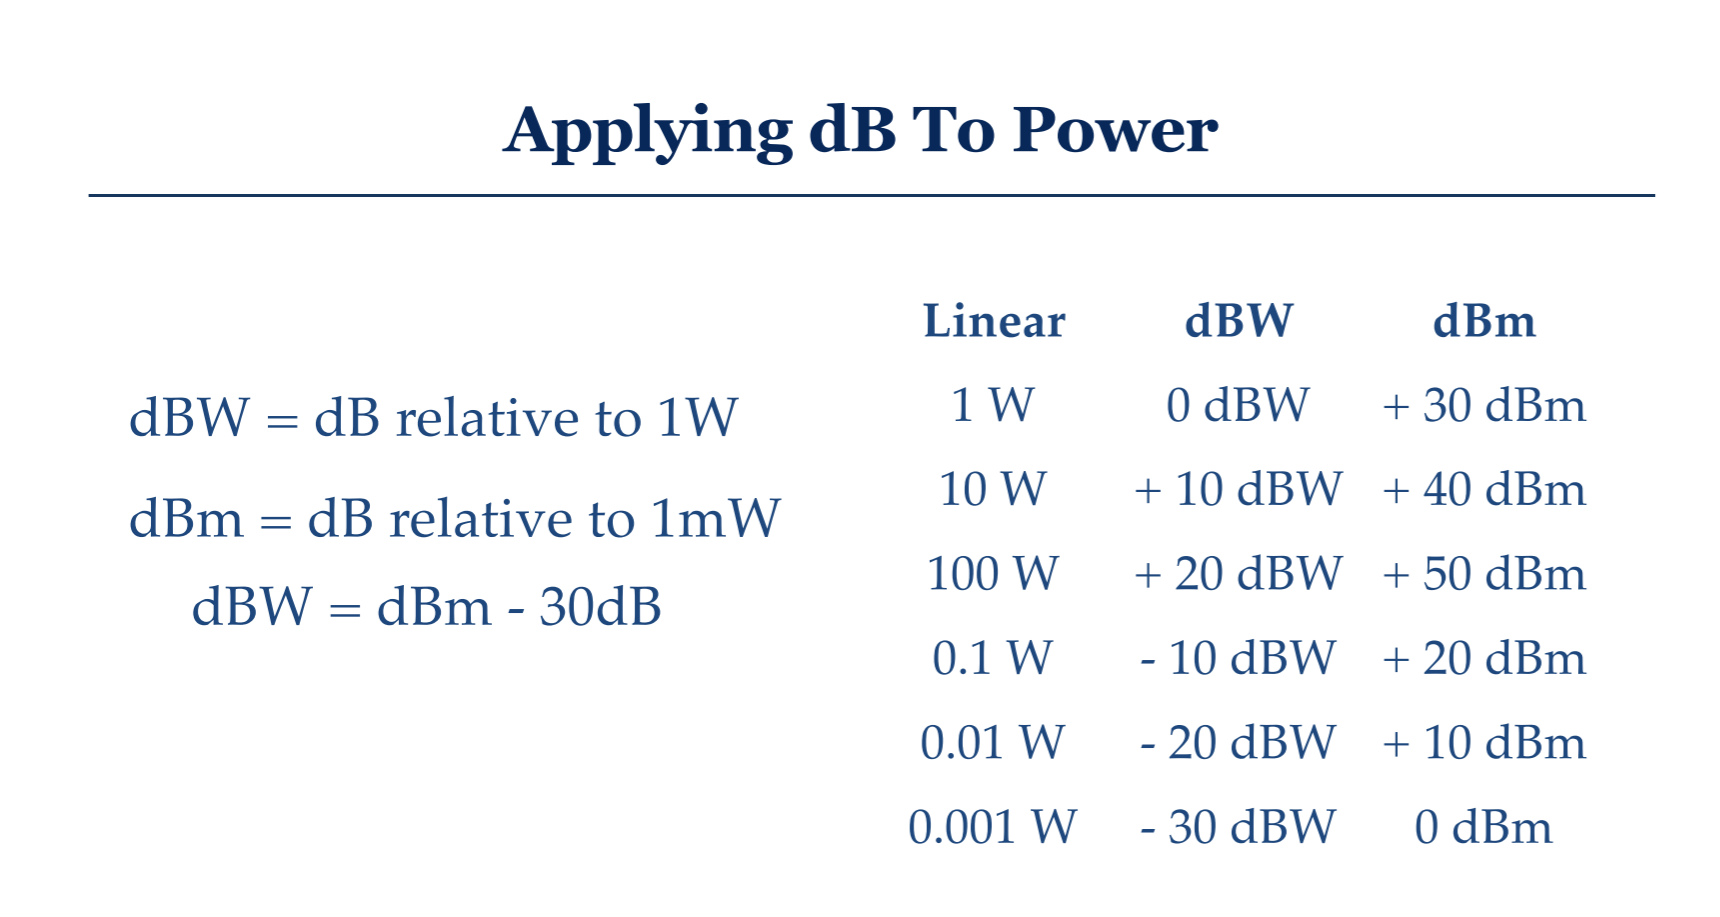 Applying dB To Power
dBW = dB relative to 1W
dBm = dB relative to 1mW
dBW = dBm - 30dB
Linear dBW dBm
1 W 0 dBW + 30 dBm
10 W + 10 dBW + 40 dBm
100 W + 20 dBW + 50 dBm
0.1 W - 10 dBW + 20 dBm
0.01 W - 20 dBW + 10 dBm
0.001 W - 30 dBW 0 dBm